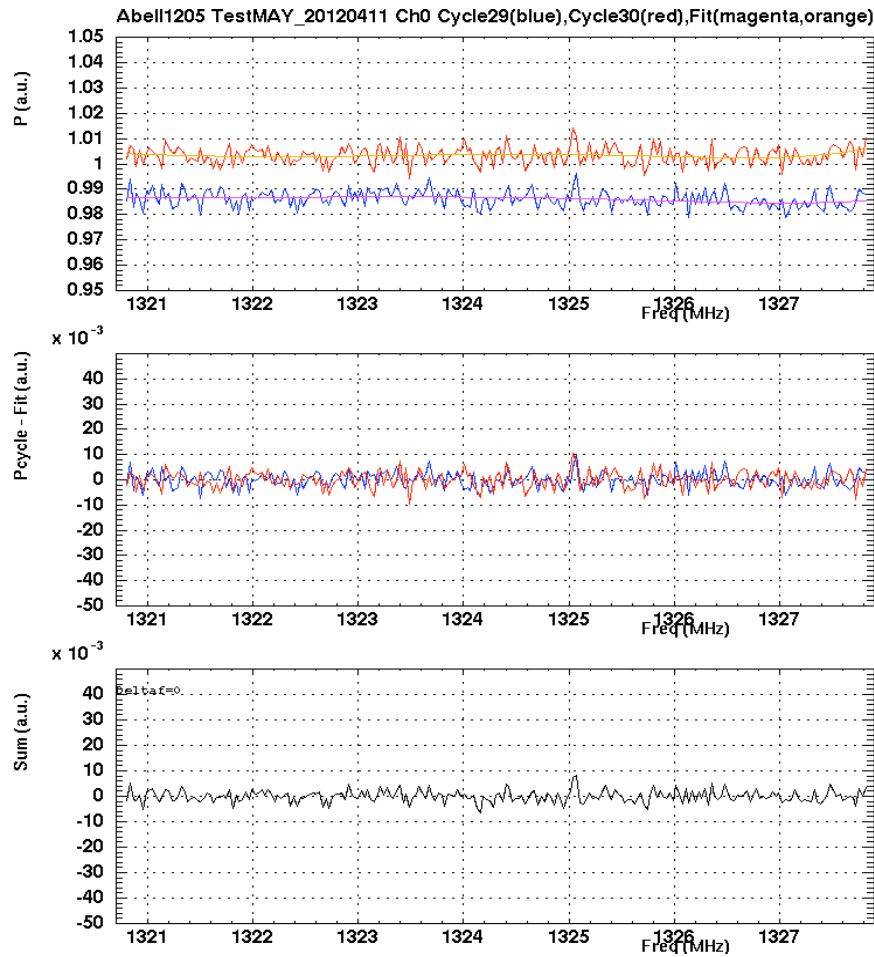 Abell1205 TestMAY_20120411 Ch0 Cycle29(blue),Cycle30(red),Fit(magenta,orange)
P (a.u.)
1.05
1.04
1.03
1.02
1.01
1
0.99
0.98
0.97
0.96
0.95
1321 1322 1323 1324 1325 1326 1327
Freq (MHz)
x 10⁻³
Pcycle - Fit (a.u.)
40
30
20
10
0
-10
-20
-30
-40
-50
1321 1322 1323 1324 1325 1326 1327
Freq (MHz)
x 10⁻³
Sum (a.u.)
Deltaf=0
40
30
20
10
0
-10
-20
-30
-40
-50
1321 1322 1323 1324 1325 1326 1327
Freq (MHz)